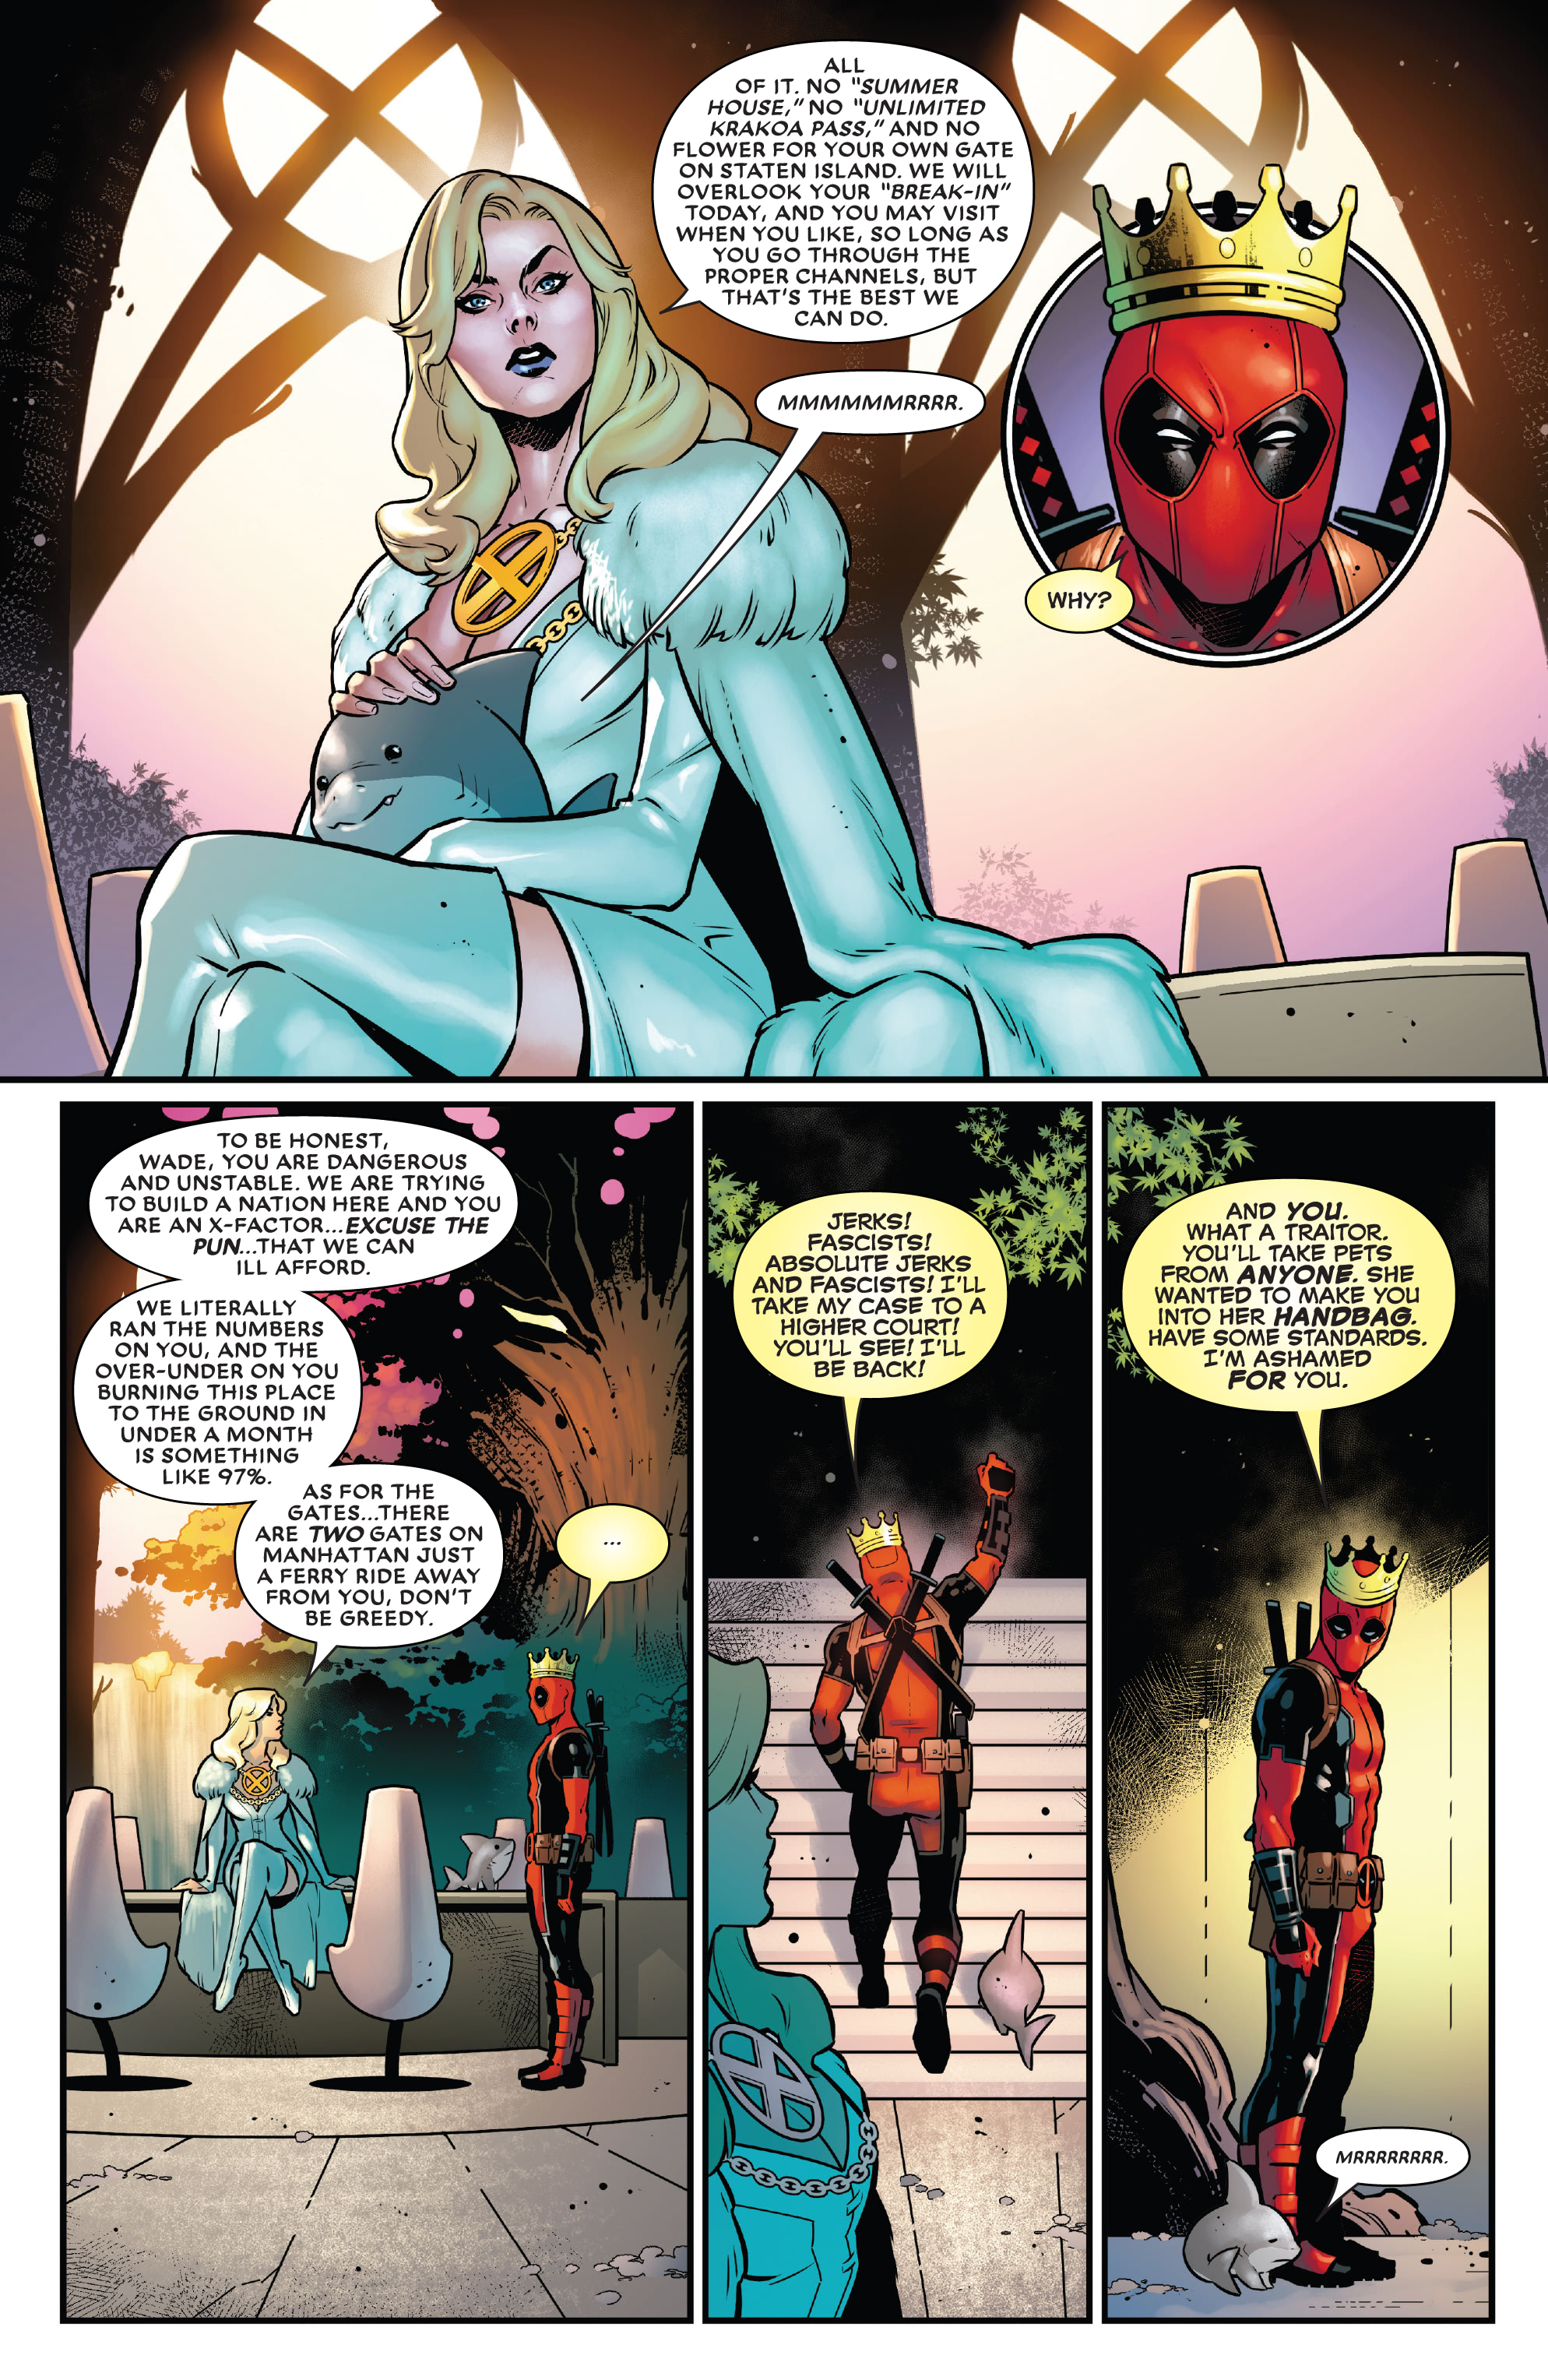 ALL
OF IT. NO "SUMMER
HOUSE," NO "UNLIMITED
KRAKOA PASS," AND NO
FLOWER FOR YOUR OWN GATE
ON STATEN ISLAND. WE WILL
OVERLOOK YOUR "BREAK-IN"
TODAY, AND YOU MAY VISIT
WHEN YOU LIKE, SO LONG AS
YOU GO THROUGH THE
PROPER CHANNELS, BUT
THAT'S THE BEST WE
CAN DO.
MMMMMMRRRR.
WHY?
TO BE HONEST,
WADE, YOU ARE DANGEROUS
AND UNSTABLE. WE ARE TRYING
TO BUILD A NATION HERE AND YOU
ARE AN X-FACTOR...EXCUSE THE
PUN...THAT WE CAN
ILL AFFORD.
WE LITERALLY
RAN THE NUMBERS
ON YOU, AND THE
OVER-UNDER ON YOU
BURNING THIS PLACE
TO THE GROUND IN
UNDER A MONTH
IS SOMETHING
LIKE 97%.
AS FOR THE
GATES...THERE
ARE TWO GATES ON
MANHATTAN JUST
A FERRY RIDE AWAY
FROM YOU, DON'T
BE GREEDY.
...
JERKS!
FASCISTS!
ABSOLUTE JERKS
AND FASCISTS! I'LL
TAKE MY CASE TO A
HIGHER COURT!
YOU'LL SEE! I'LL
BE BACK!
AND YOU.
WHAT A TRAITOR.
YOU'LL TAKE PETS
FROM ANYONE. SHE
WANTED TO MAKE YOU
INTO HER HANDBAG.
HAVE SOME STANDARDS.
I'M ASHAMED
FOR YOU.
MRRRRRRRR.